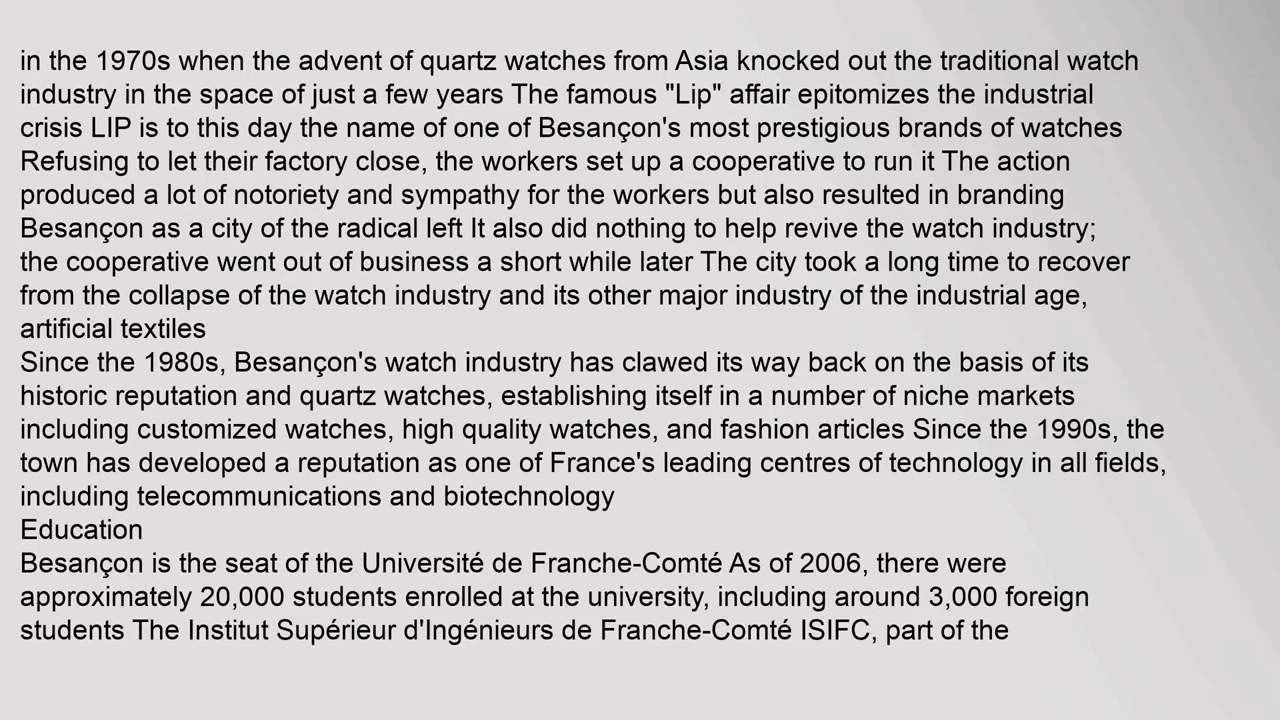 in the 1970s when the advent of quartz watches from Asia knocked out the traditional watch
industry in the space of just a few years The famous "Lip" affair epitomizes the industrial
crisis LIP is to this day the name of one of Besançon's most prestigious brands of watches
Refusing to let their factory close, the workers set up a cooperative to run it The action
produced a lot of notoriety and sympathy for the workers but also resulted in branding
Besançon as a city of the radical left It also did nothing to help revive the watch industry;
the cooperative went out of business a short while later The city took a long time to recover
from the collapse of the watch industry and its other major industry of the industrial age,
artificial textiles
Since the 1980s, Besançon's watch industry has clawed its way back on the basis of its
historic reputation and quartz watches, establishing itself in a number of niche markets
including customized watches, high quality watches, and fashion articles Since the 1990s, the
town has developed a reputation as one of France's leading centres of technology in all fields,
including telecommunications and biotechnology
Education
Besançon is the seat of the Université de Franche-Comté As of 2006, there were
approximately 20,000 students enrolled at the university, including around 3,000 foreign
students The Institut Supérieur d'Ingénieurs de Franche-Comté ISIFC, part of the